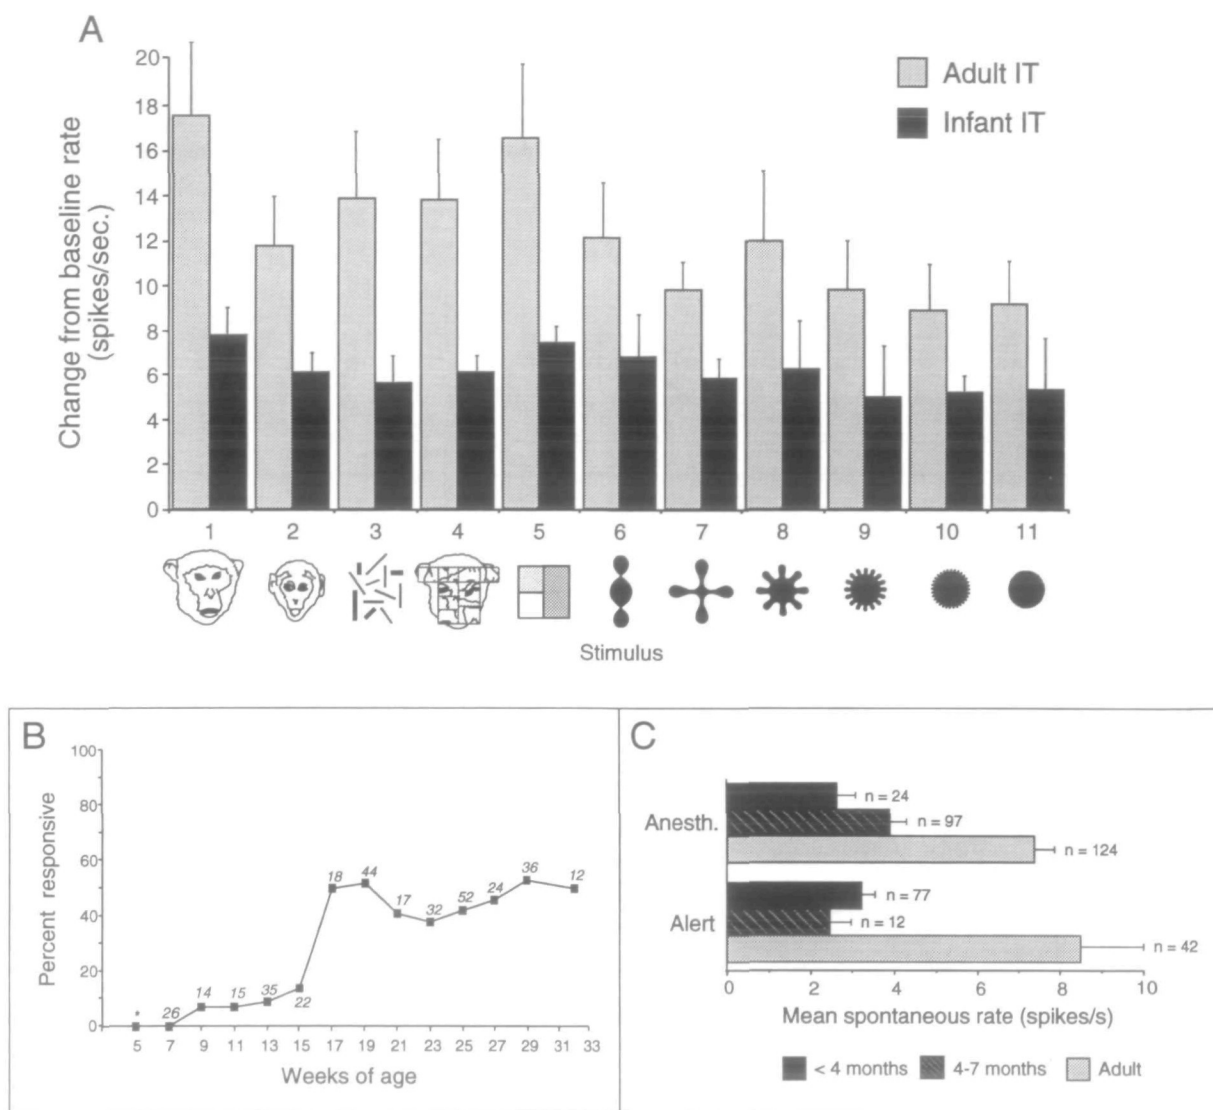 A
Adult IT
Infant IT
Change from baseline rate
(spikes/sec.)
20
18
16
14
12
10
8
6
4
2
0
1 2 3 4 5 6 7 8 9 10 11
Stimulus
B
Percent responsive
100
80
60
40
20
0
* 26 14 15 35 22 18 44 17 32 52 24 36 12
5 7 9 11 13 15 17 19 21 23 25 27 29 31 33
Weeks of age
C
Anesth.
n = 24
n = 97
n = 124
Alert
n = 77
n = 12
n = 42
0 2 4 6 8 10
Mean spontaneous rate (spikes/s)
< 4 months 4-7 months Adult